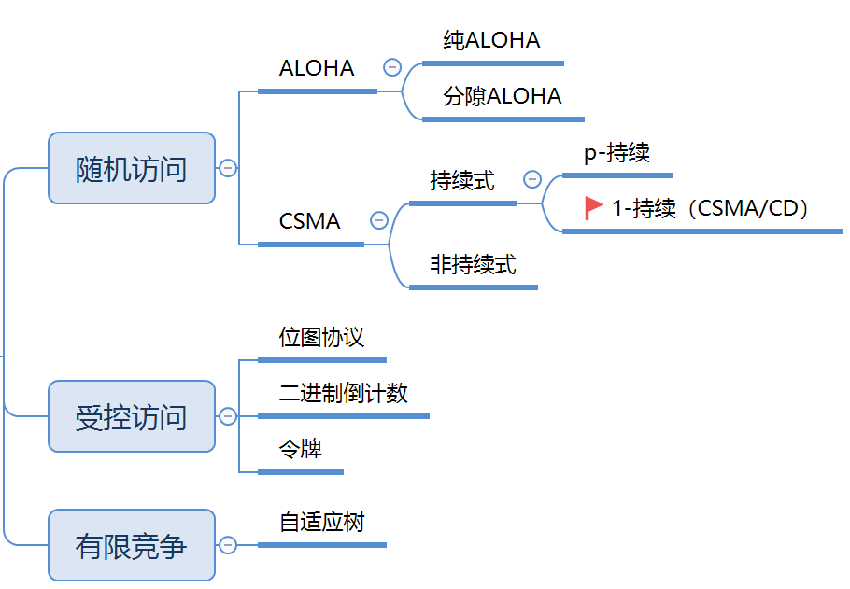 随机访问
ALOHA
纯ALOHA
分隙ALOHA
CSMA
持续式
p-持续
1-持续（CSMA/CD）
非持续式
受控访问
位图协议
二进制倒计数
令牌
有限竞争
自适应树